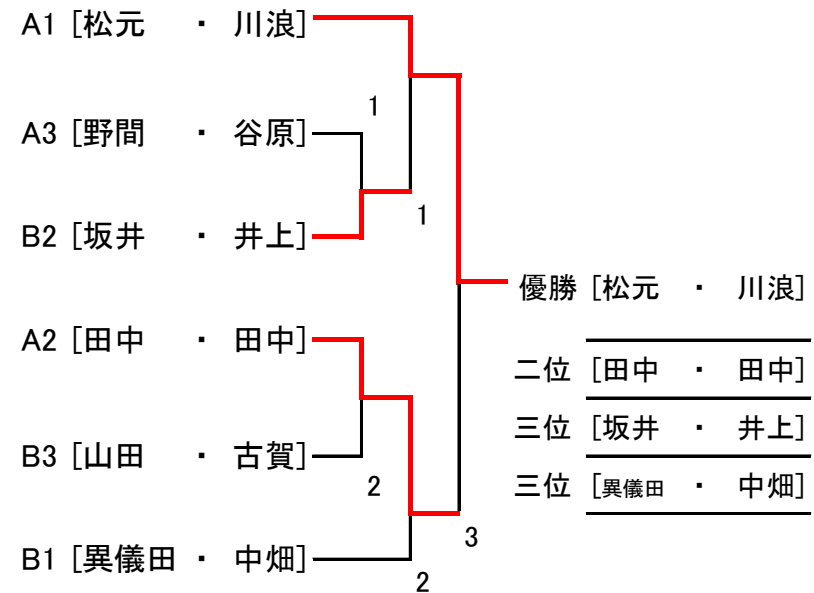 A1 [松元 ・ 川浪]
1
A3 [野間 ・ 谷原]
1
B2 [坂井 ・ 井上]
優勝 [松元 ・ 川浪]
A2 [田中 ・ 田中]
二位 [田中 ・ 田中]
三位 [坂井 ・ 井上]
B3 [山田 ・ 古賀]
2
三位 [異儀田 ・ 中畑]
3
B1 [異儀田 ・ 中畑]
2